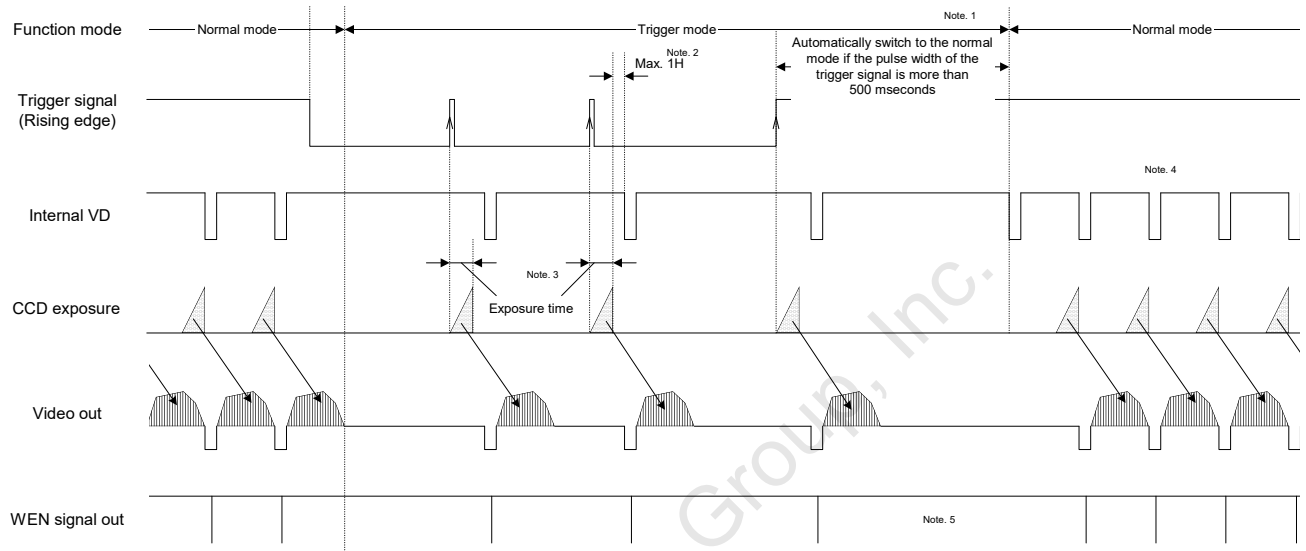 Function mode
Normal mode
Trigger mode
Note. 1
Normal mode
Note. 2
Max. 1H
Automatically switch to the normal
mode if the pulse width of the
trigger signal is more than
500 mseconds
Trigger signal
(Rising edge)
Note. 4
Internal VD
Note. 3
Exposure time
CCD exposure
Video out
WEN signal out
Note. 5
Group, Inc.